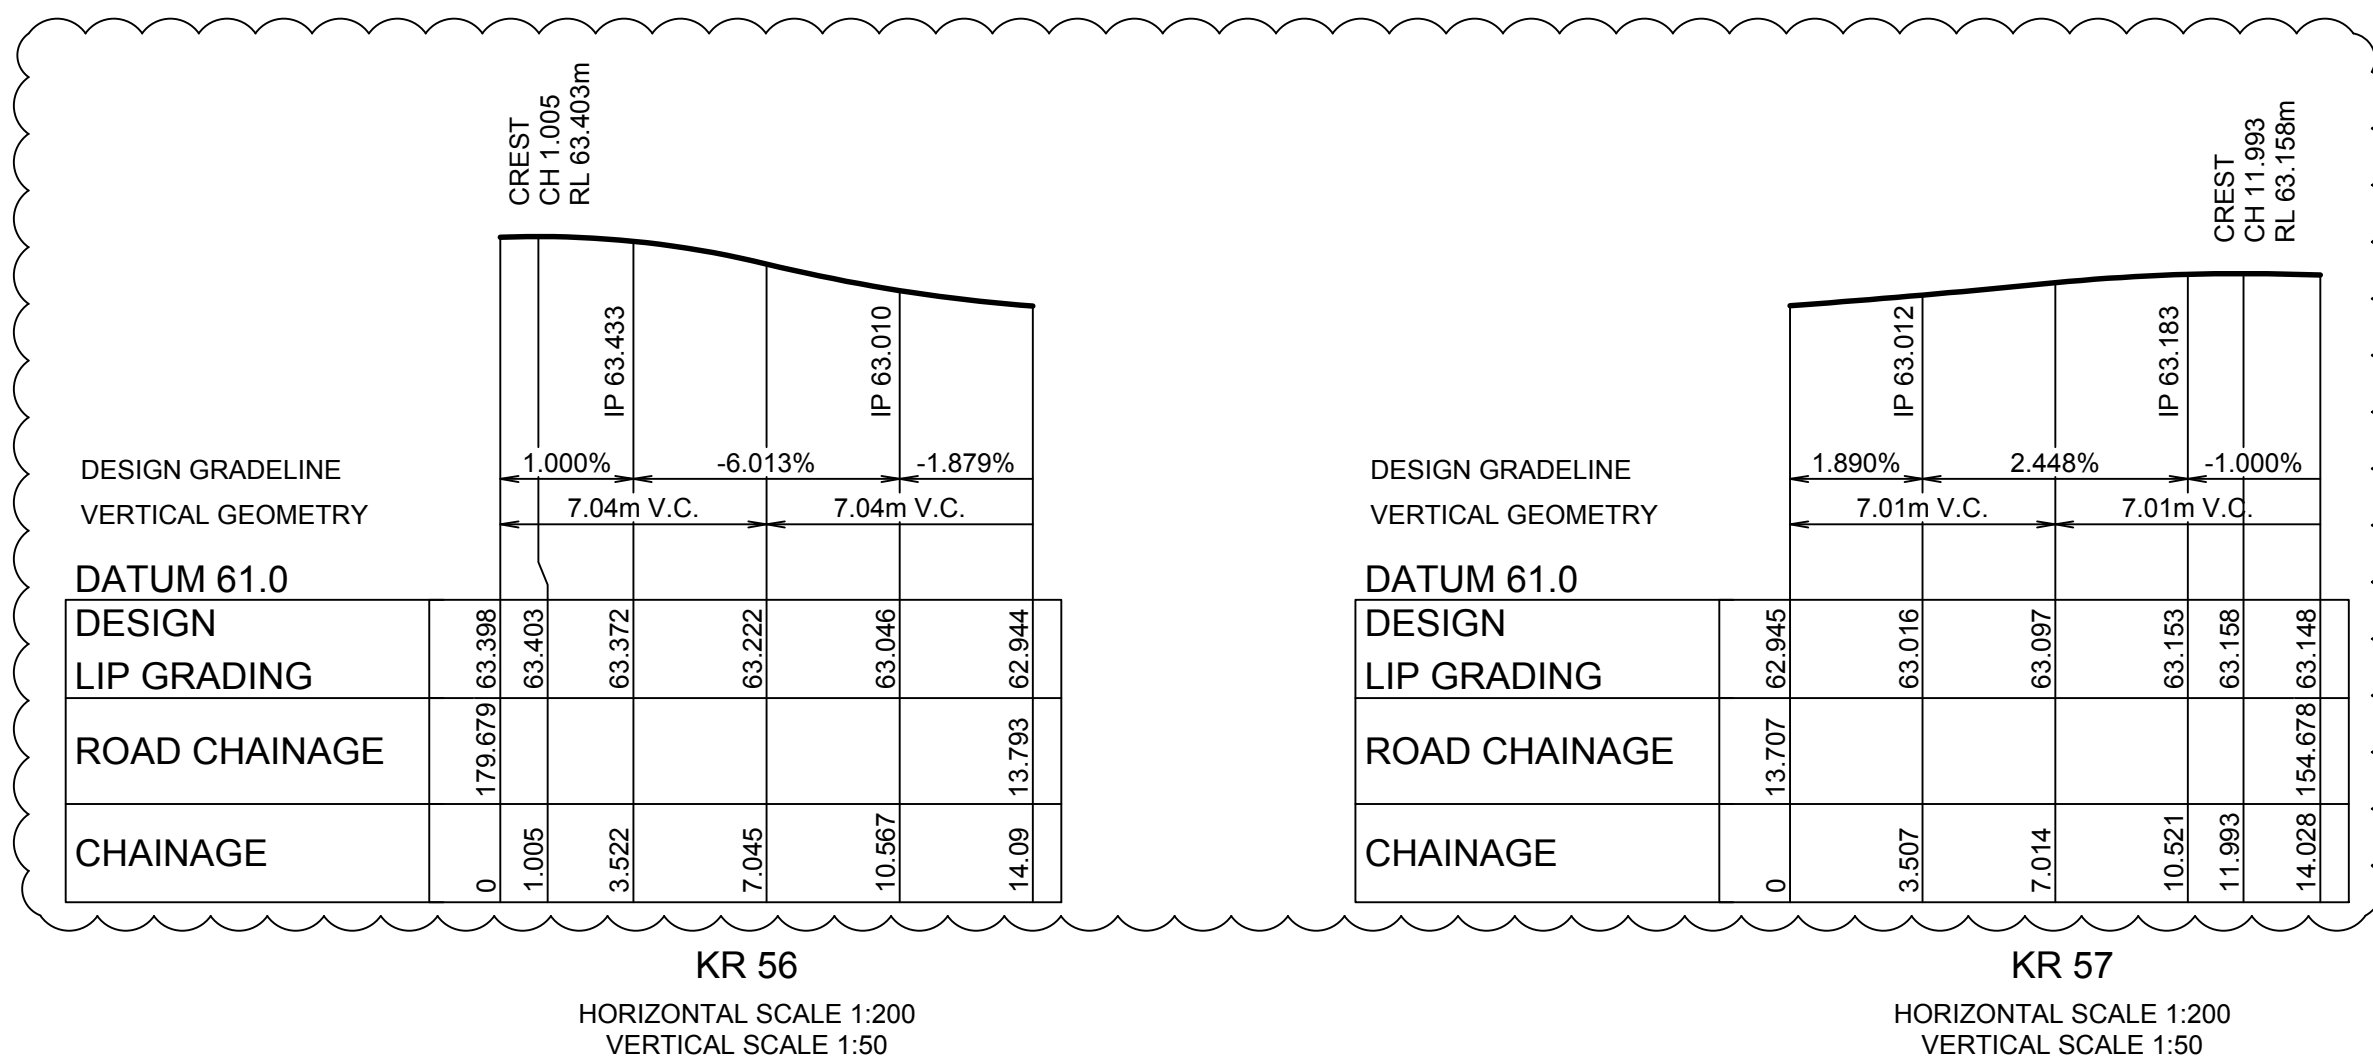 CREST
CH 1.005
RL 63.403m
IP 63.433
IP 63.010
DESIGN GRADELINE
1.000% -6.013% -1.879%
VERTICAL GEOMETRY
7.04m V.C. 7.04m V.C.
DATUM 61.0
DESIGN
LIP GRADING
63.398 63.403 63.372 63.222 63.046 62.944
ROAD CHAINAGE
179.679 13.793
CHAINAGE
0 1.005 3.522 7.045 10.567 14.09
KR 56
HORIZONTAL SCALE 1:200
VERTICAL SCALE 1:50
CREST
CH 11.993
RL 63.158m
IP 63.012
IP 63.183
DESIGN GRADELINE
1.890% 2.448% -1.000%
VERTICAL GEOMETRY
7.01m V.C. 7.01m V.C.
DATUM 61.0
DESIGN
LIP GRADING
62.945 63.016 63.097 63.153 63.158 63.148
ROAD CHAINAGE
13.707 154.678
CHAINAGE
0 3.507 7.014 10.521 11.993 14.028
KR 57
HORIZONTAL SCALE 1:200
VERTICAL SCALE 1:50